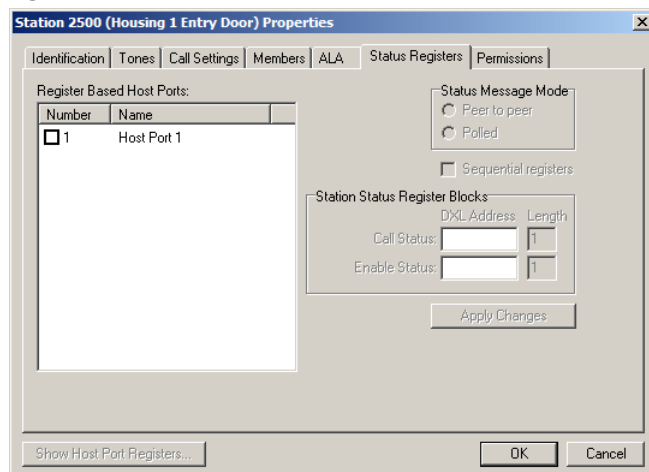 Station 2500 (Housing 1 Entry Door) Properties
Identification Tones Call Settings Members ALA Status Registers Permissions
Register Based Host Ports:
Number Name
1 Host Port 1
Status Message Mode
Peer to peer
Polled
Sequential registers
Station Status Register Blocks
DXL Address Length
Call Status: 1
Enable Status: 1
Apply Changes
Show Host Port Registers...
OK Cancel